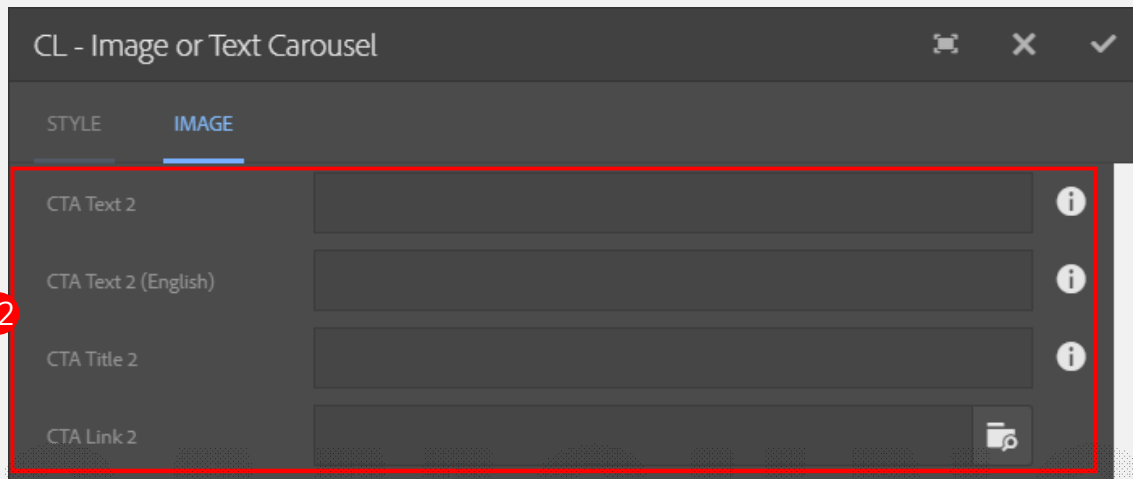 CL - Image or Text Carousel
STYLE IMAGE
CTA Text 2
CTA Text 2 (English)
2
CTA Title 2
CTA Link 2